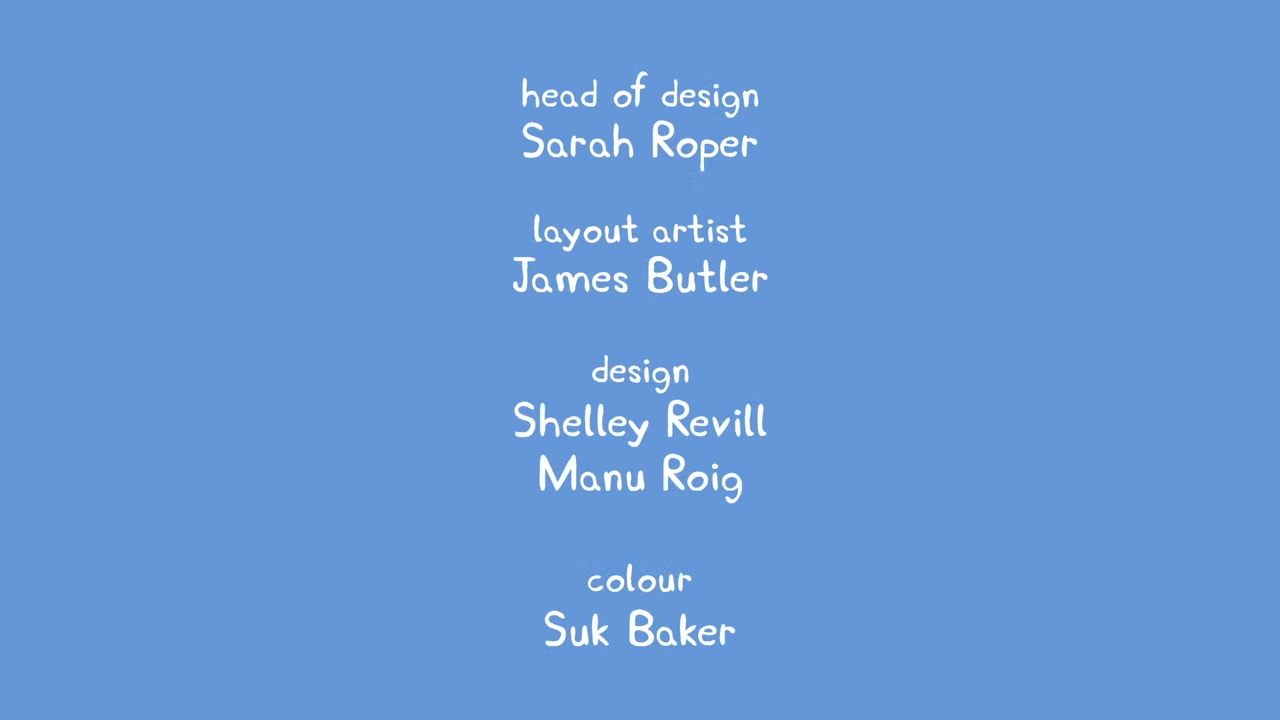 head of design
Sarah Roper
layout artist
James Butler
design
Shelley Revill
Manu Roig
colour
Suk Baker